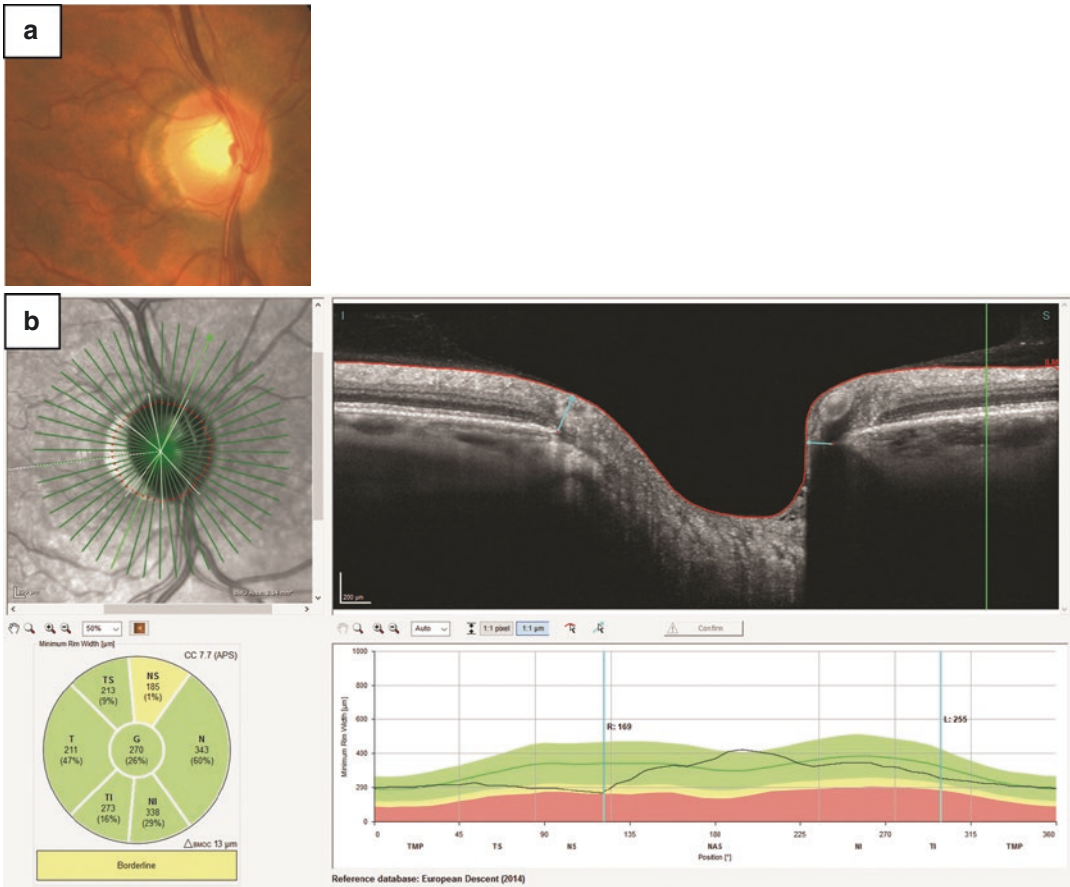 a
b
I
S
200 µm
50%
Auto
1:1 pixel
1:1 µm
Confirm
Minimum Rim Width [µm]
CC 7.7 (APS)
TS
213
(9%)
NS
185
(1%)
T
211
(47%)
G
270
(26%)
N
343
(60%)
TI
273
(16%)
NI
338
(29%)
BMOC 13 µm
Borderline
Minimum Rim Width [µm]
1000
800
600
400
200
0
R: 169
L: 255
0
45
90
135
180
225
270
315
360
TMP
TS
NS
NAS
NI
TI
TMP
Position [°]
Reference database: European Descent (2014)